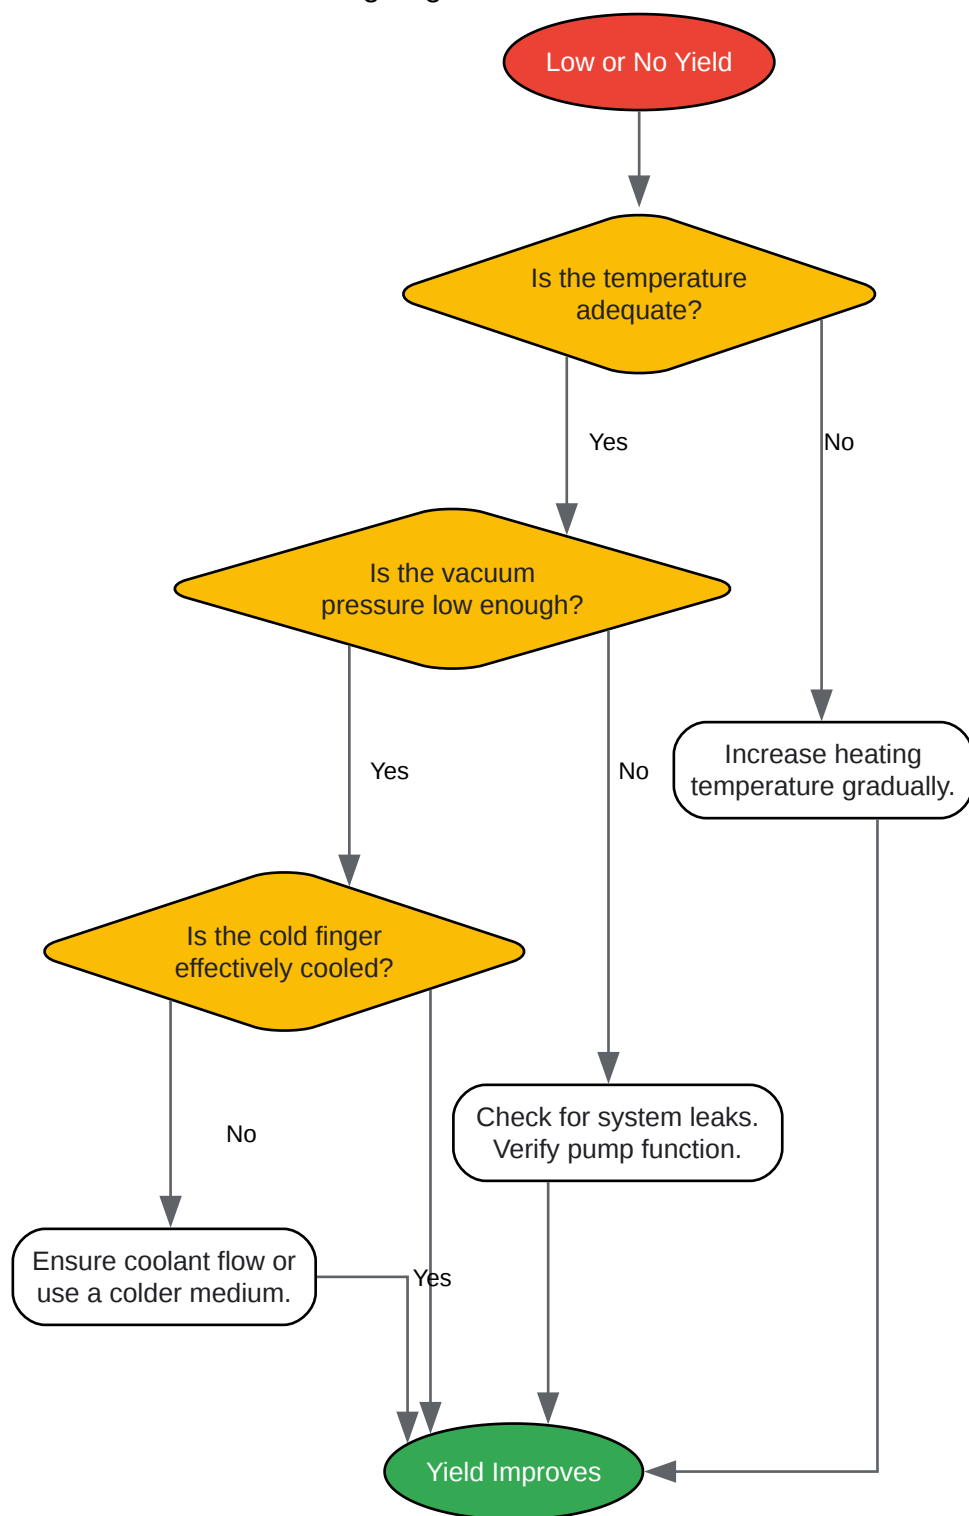 Low or No Yield
Is the temperature
adequate?
Yes
No
Is the vacuum
pressure low enough?
Increase heating
temperature gradually.
Yes
No
Is the cold finger
effectively cooled?
Check for system leaks.
Verify pump function.
No
Ensure coolant flow or
use a colder medium.
Yes
Yield Improves